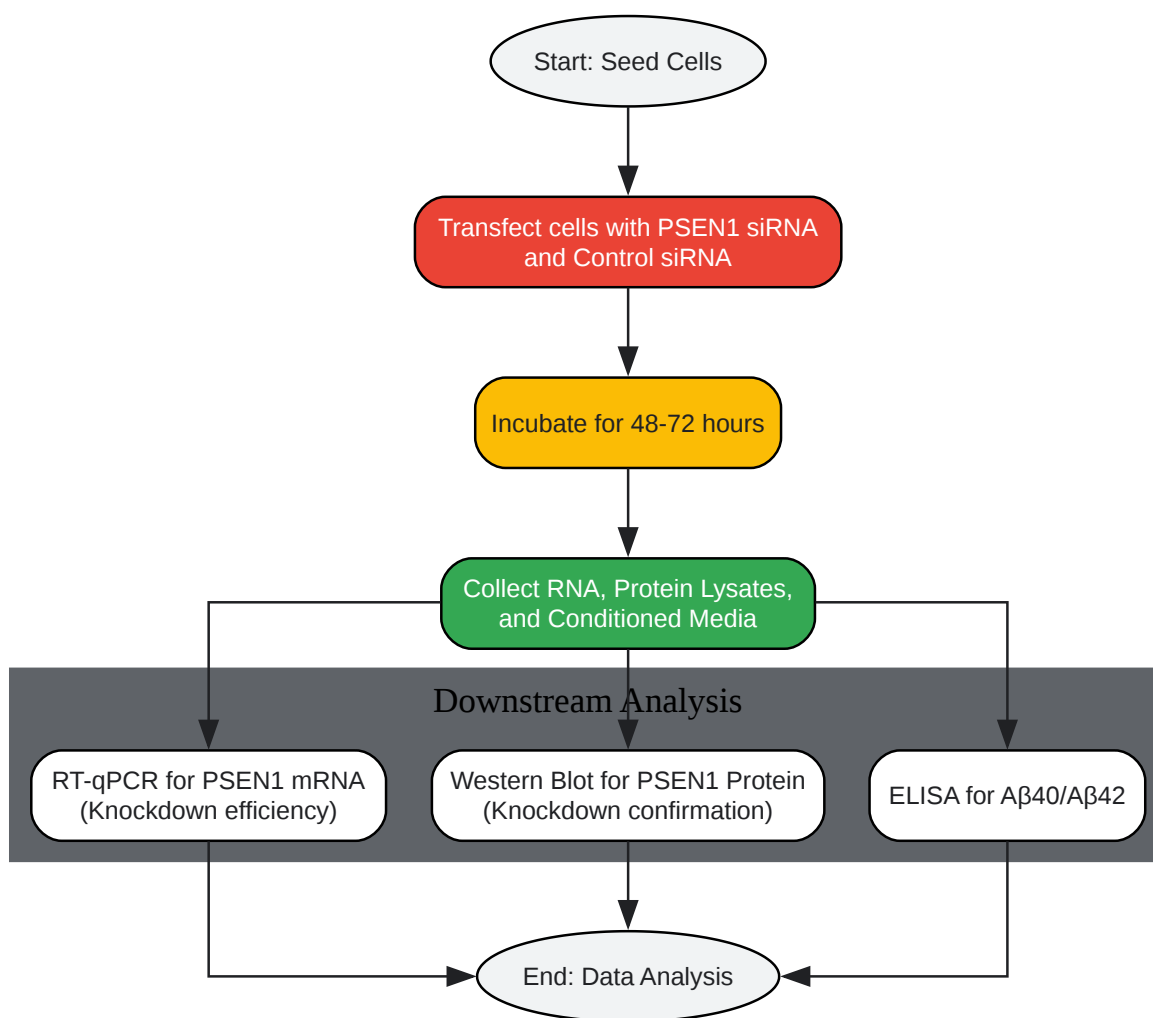 Start: Seed Cells
Transfect cells with PSEN1 siRNA
and Control siRNA
Incubate for 48-72 hours
Collect RNA, Protein Lysates,
and Conditioned Media
Downstream Analysis
RT-qPCR for PSEN1 mRNA
(Knockdown efficiency)
Western Blot for PSEN1 Protein
(Knockdown confirmation)
ELISA for Aβ40/Aβ42
End: Data Analysis